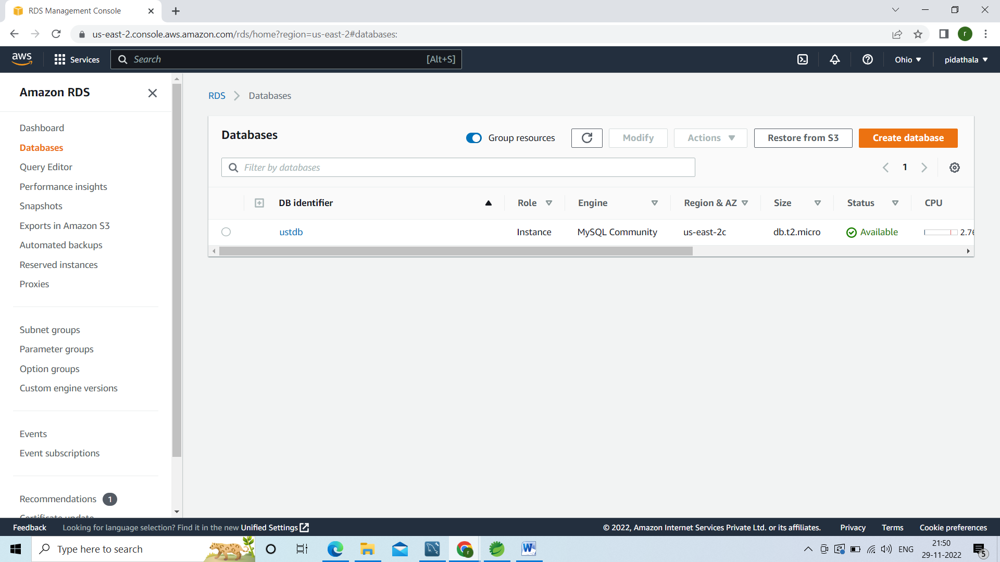 RDS Management Console
us-east-2.console.aws.amazon.com/rds/home?region=us-east-2#databases:
r
aws
Services
Search
[Alt+S]
Ohio
pidathala
Amazon RDS
Dashboard
Databases
Query Editor
Performance insights
Snapshots
Exports in Amazon S3
Automated backups
Reserved instances
Proxies
Subnet groups
Parameter groups
Option groups
Custom engine versions
Events
Event subscriptions
Recommendations 1
Certificate update
RDS Databases
Databases
Group resources
Modify
Actions
Restore from S3
Create database
Filter by databases
1
DB identifier Role Engine Region & AZ Size Status CPU
ustdb Instance MySQL Community us-east-2c db.t2.micro Available 2.76
Feedback Looking for language selection? Find it in the new Unified Settings
© 2022, Amazon Internet Services Private Ltd. or its affiliates. Privacy Terms Cookie preferences
Type here to search
r
W
ENG
21:50
29-11-2022
5